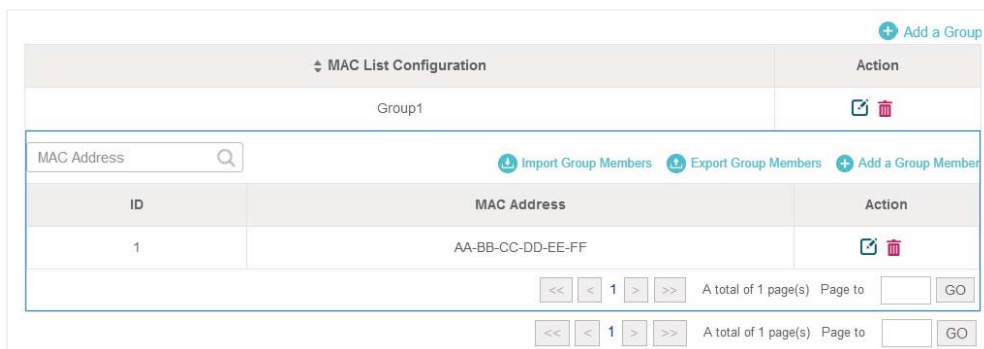 Add a Group
MAC List Configuration Action
Group1
MAC Address Import Group Members Export Group Members Add a Group Member
ID MAC Address Action
1 AA-BB-CC-DD-EE-FF
<< < 1 > >> A total of 1 page(s) Page to GO
<< < 1 > >> A total of 1 page(s) Page to GO